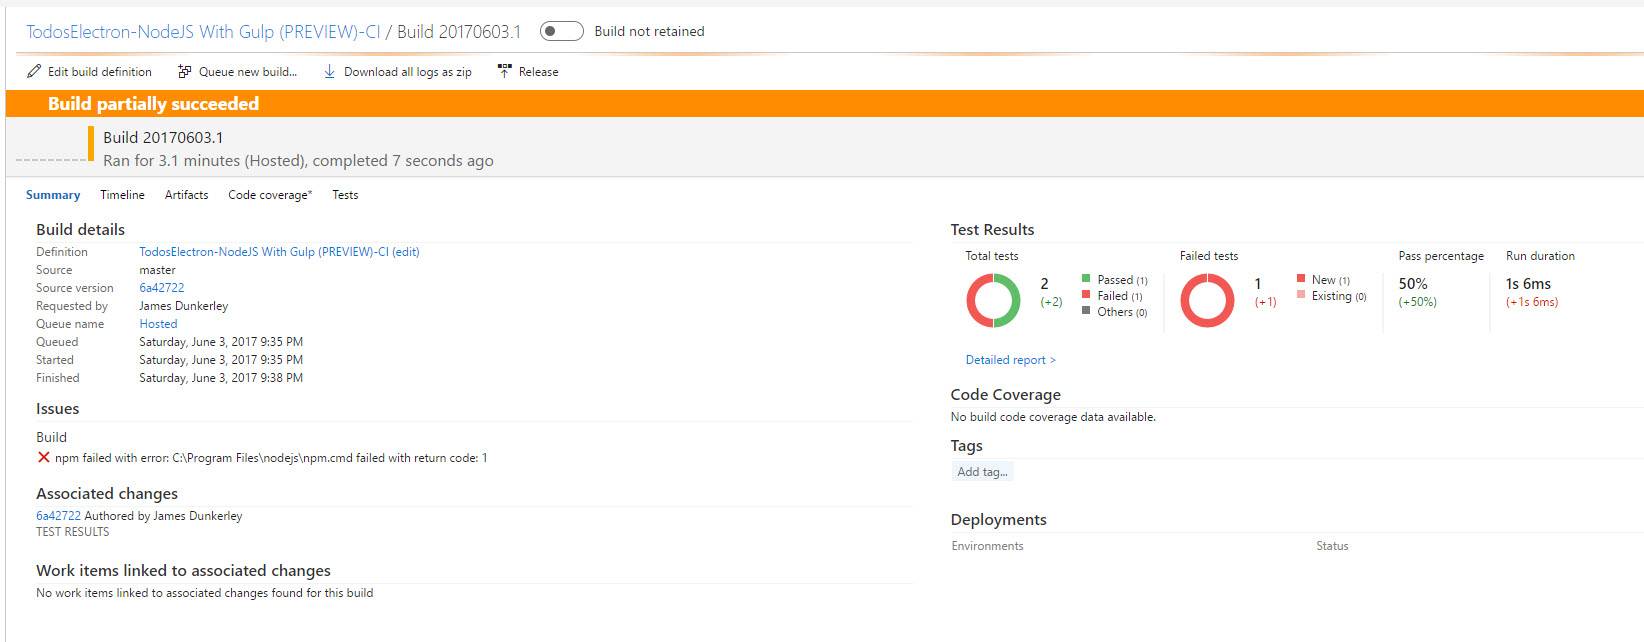 TodosElectron-NodeJS With Gulp (PREVIEW)-CI / Build 20170603.1 Build not retained
Edit build definition Queue new build... Download all logs as zip Release
Build partially succeeded
Build 20170603.1
Ran for 3.1 minutes (Hosted), completed 7 seconds ago
Summary Timeline Artifacts Code coverage* Tests
Build details
Definition TodosElectron-NodeJS With Gulp (PREVIEW)-CI (edit)
Source master
Source version 6a42722
Requested by James Dunkerley
Queue name Hosted
Queued Saturday, June 3, 2017 9:35 PM
Started Saturday, June 3, 2017 9:35 PM
Finished Saturday, June 3, 2017 9:38 PM
Issues
Build
npm failed with error: C:\Program Files\nodejs\npm.cmd failed with return code: 1
Associated changes
6a42722 Authored by James Dunkerley
TEST RESULTS
Work items linked to associated changes
No work items linked to associated changes found for this build
Test Results
Total tests Failed tests Pass percentage Run duration
2 Passed (1) 1 New (1) 50% 1s 6ms
(+2) Failed (1) (+1) Existing (0) (+50%) (+1s 6ms)
Others (0)
Detailed report >
Code Coverage
No build code coverage data available.
Tags
Add tag...
Deployments
Environments Status